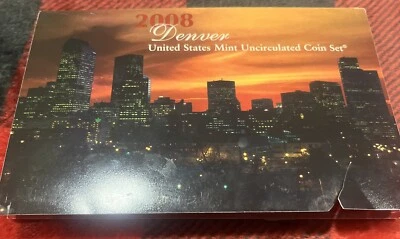 2008
Denver
United States Mint Uncirculated Coin Set®